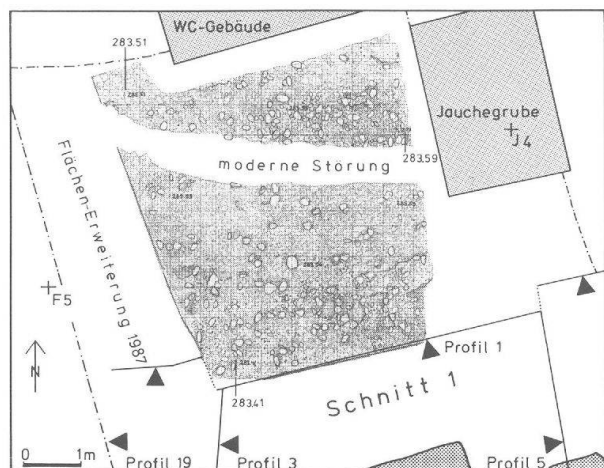 WC-Gebäude
283.51
Jauchegrube
J4
283.59
moderne Störung
Flächen-Erweiterung 1987
F5
N
Profil 1
Schnitt 1
283.41
0 1m
Profil 19
Profil 3
Profil 5